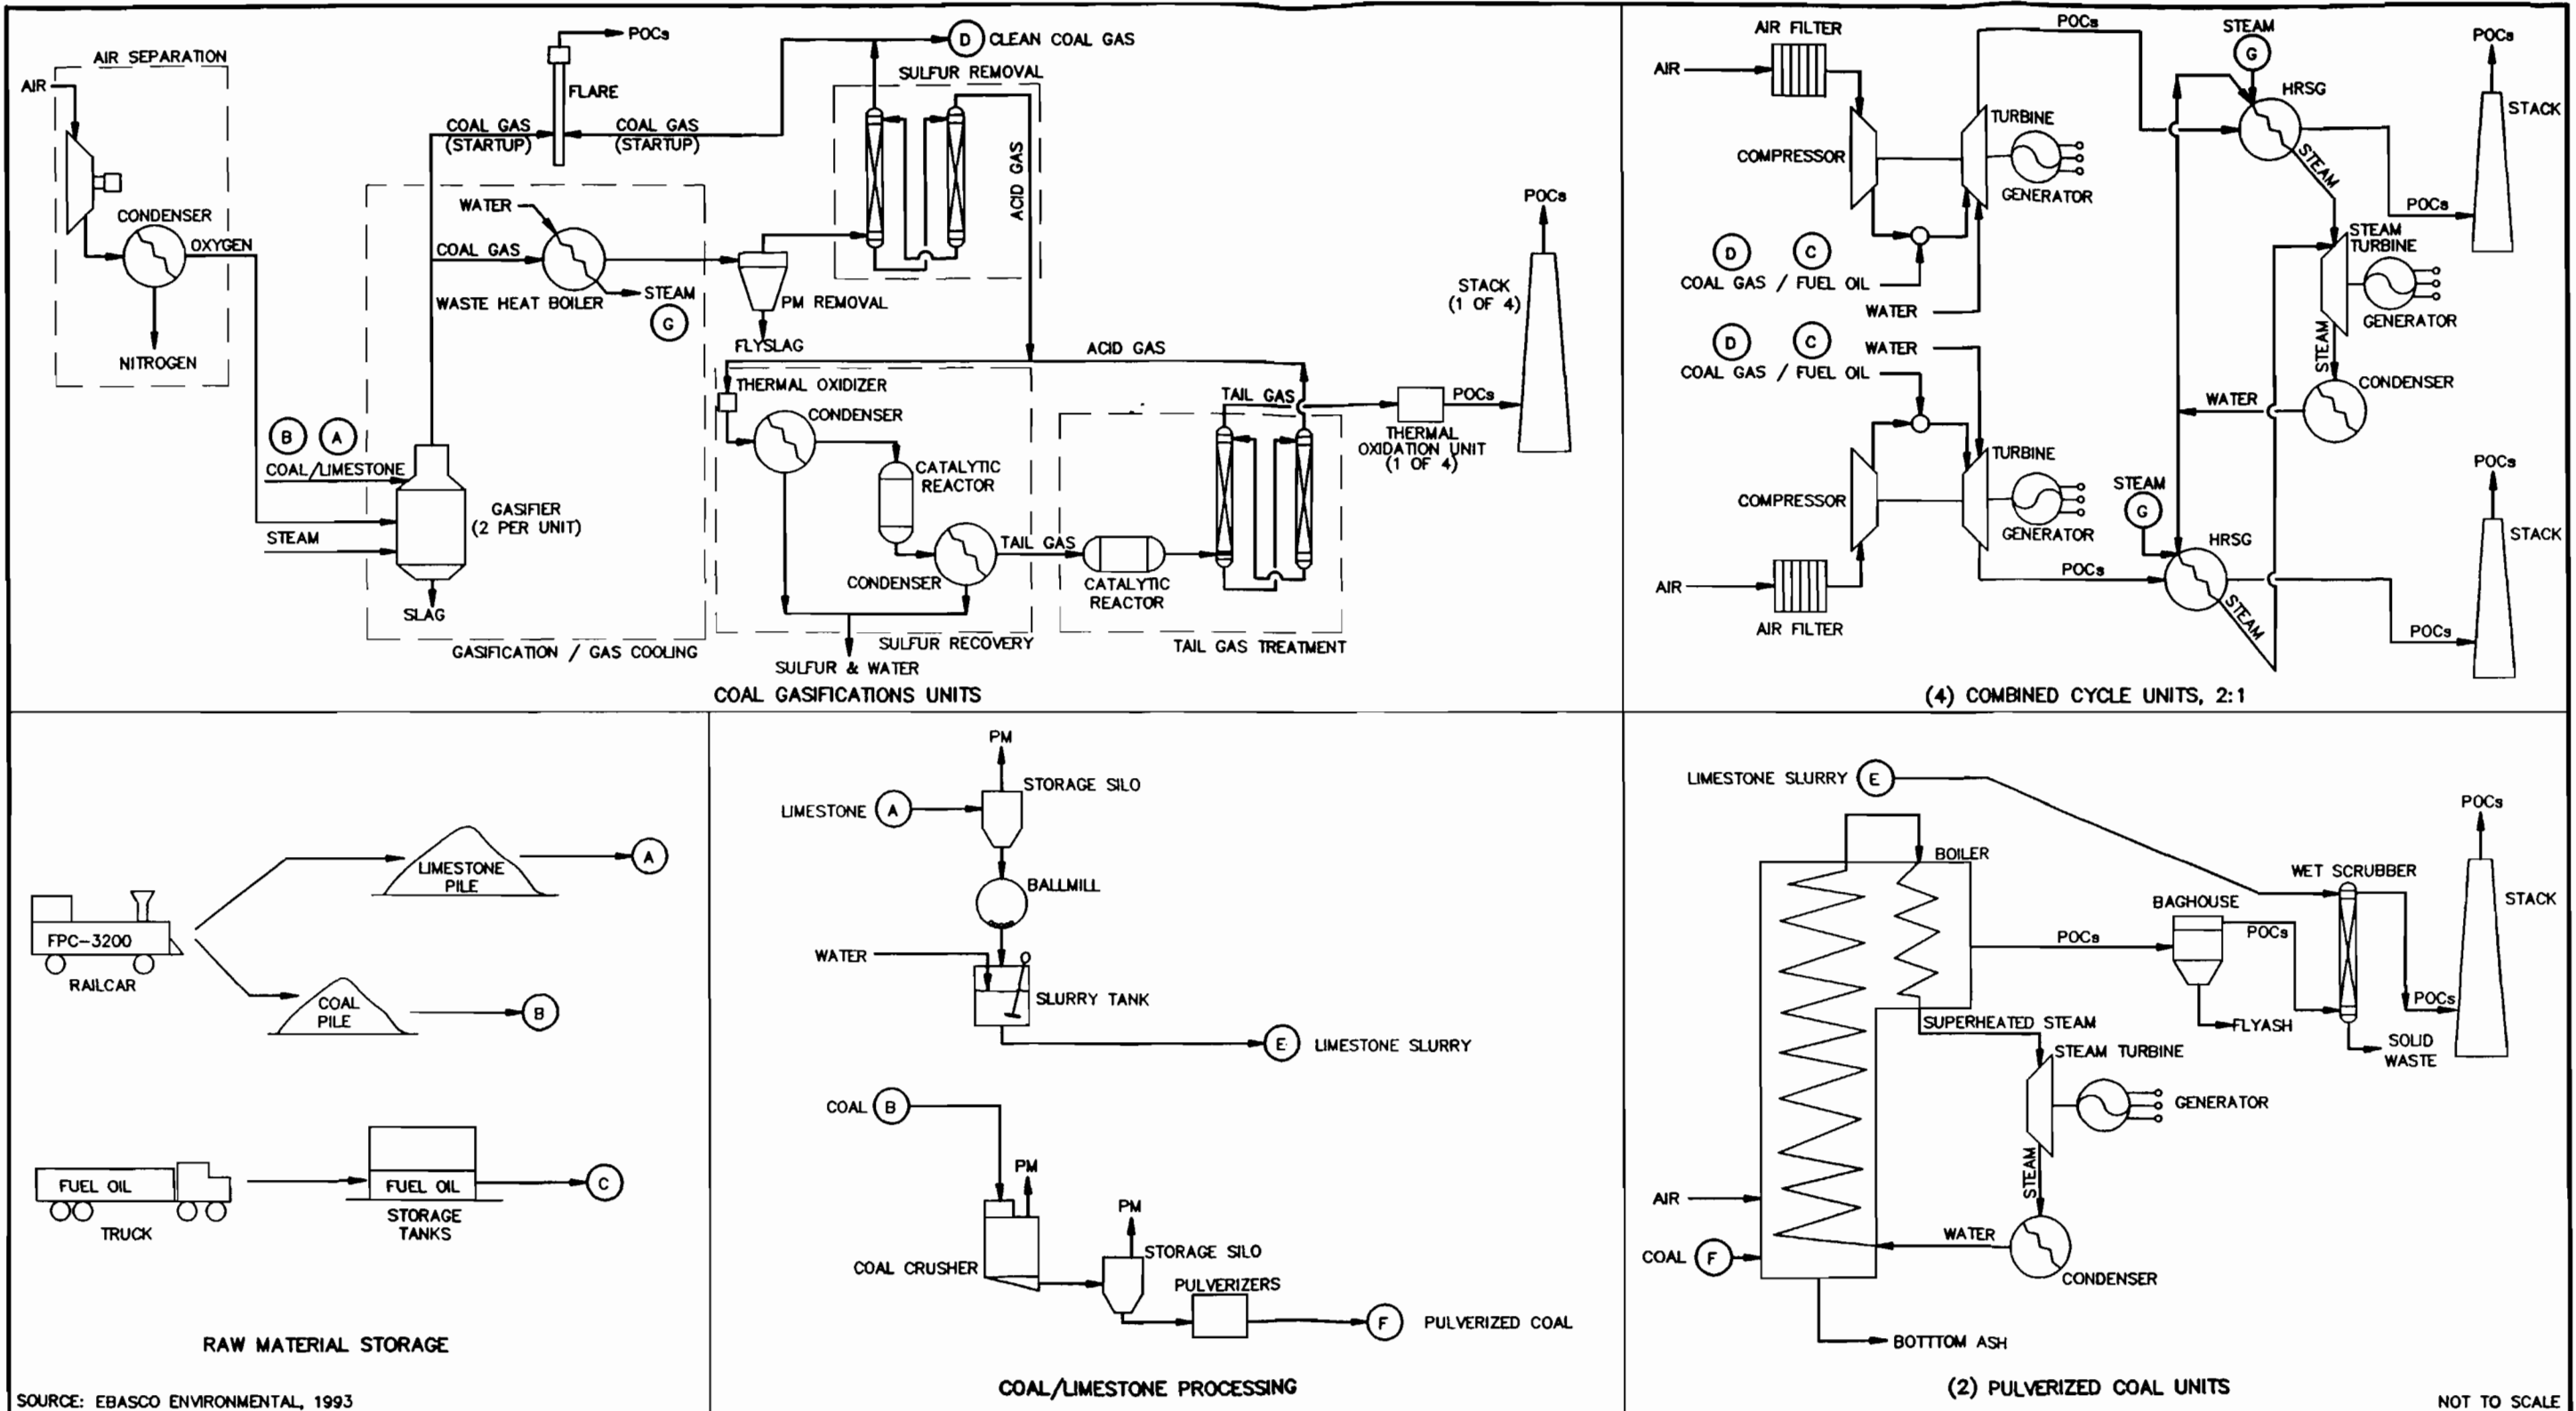 AIR SEPARATION
AIR
CONDENSER
OXYGEN
NITROGEN
POCs
FLARE
COAL GAS
(STARTUP)
COAL GAS
(STARTUP)
D CLEAN COAL GAS
SULFUR REMOVAL
ACID GAS
WATER
COAL GAS
WASTE HEAT BOILER
STEAM
G
PM REMOVAL
FLYSLAG
B A
COAL/LIMESTONE
STEAM
GASIFIER
(2 PER UNIT)
SLAG
GASIFICATION / GAS COOLING
ACID GAS
THERMAL OXIDIZER
CONDENSER
CATALYTIC
REACTOR
CONDENSER
TAIL GAS
SULFUR RECOVERY
SULFUR & WATER
CATALYTIC
REACTOR
TAIL GAS
TAIL GAS TREATMENT
THERMAL
OXIDATION UNIT
(1 OF 4)
POCs
STACK
(1 OF 4)
POCs
COAL GASIFICATIONS UNITS
AIR FILTER
AIR
COMPRESSOR
TURBINE
GENERATOR
POCs
STEAM
G
HRSG
STEAM
POCs
POCs
STACK
D C
COAL GAS / FUEL OIL
WATER
STEAM
TURBINE
GENERATOR
STEAM
CONDENSER
WATER
D C
WATER
COAL GAS / FUEL OIL
COMPRESSOR
TURBINE
GENERATOR
AIR
AIR FILTER
POCs
STEAM
G
HRSG
STEAM
POCs
POCs
STACK
(4) COMBINED CYCLE UNITS, 2:1
FPC-3200
RAILCAR
LIMESTONE
PILE
A
COAL
PILE
B
FUEL OIL
TRUCK
FUEL OIL
STORAGE
TANKS
C
RAW MATERIAL STORAGE
SOURCE: EBASCO ENVIRONMENTAL, 1993
PM
STORAGE SILO
LIMESTONE A
BALLMILL
WATER
SLURRY TANK
E LIMESTONE SLURRY
COAL B
PM
COAL CRUSHER
PM
STORAGE SILO
PULVERIZERS
F PULVERIZED COAL
COAL/LIMESTONE PROCESSING
LIMESTONE SLURRY E
BOILER
POCs
BAGHOUSE
POCs
FLYASH
WET SCRUBBER
SOLID
WASTE
POCs
POCs
STACK
SUPERHEATED STEAM
STEAM TURBINE
GENERATOR
STEAM
AIR
COAL F
WATER
CONDENSER
BOTTTOM ASH
(2) PULVERIZED COAL UNITS
NOT TO SCALE